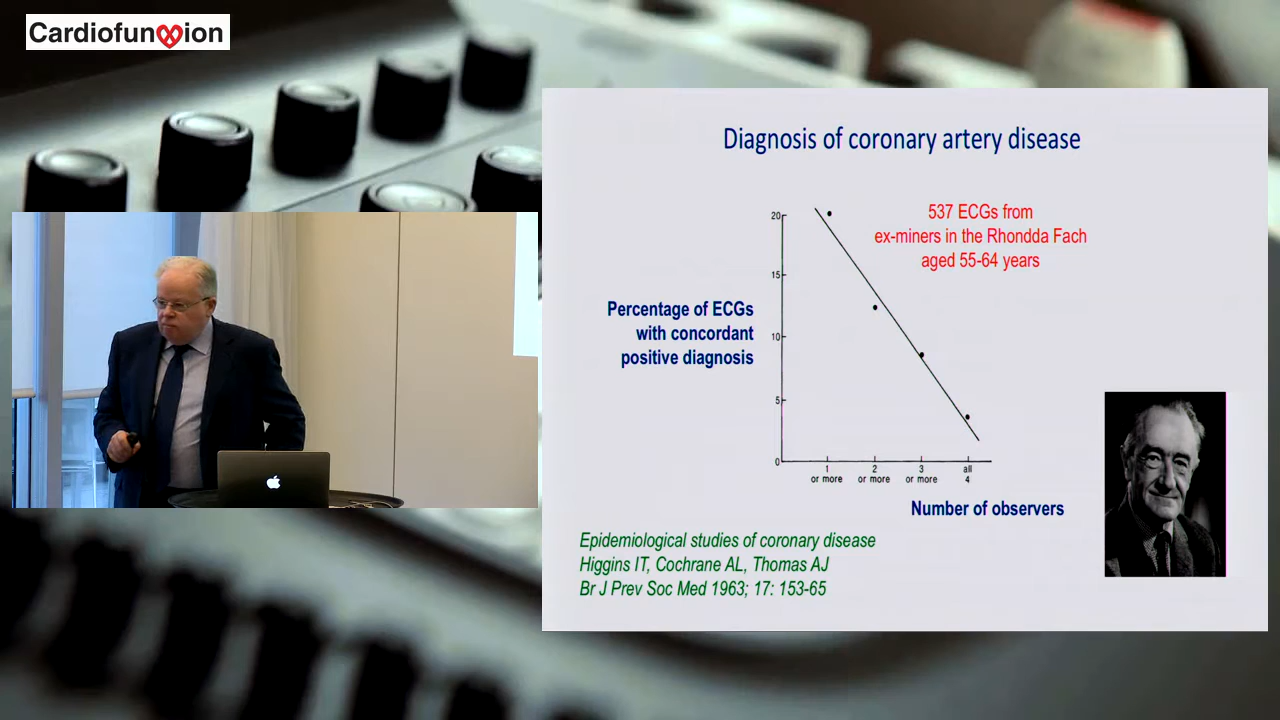 Cardiofunxion
Diagnosis of coronary artery disease
537 ECGs from
ex-miners in the Rhondda Fach
aged 55-64 years
Percentage of ECGs
with concordant
positive diagnosis
20
15
10
5
0
1
or more
2
or more
3
or more
all
4
Number of observers
Epidemiological studies of coronary disease
Higgins IT, Cochrane AL, Thomas AJ
Br J Prev Soc Med 1963; 17: 153-65